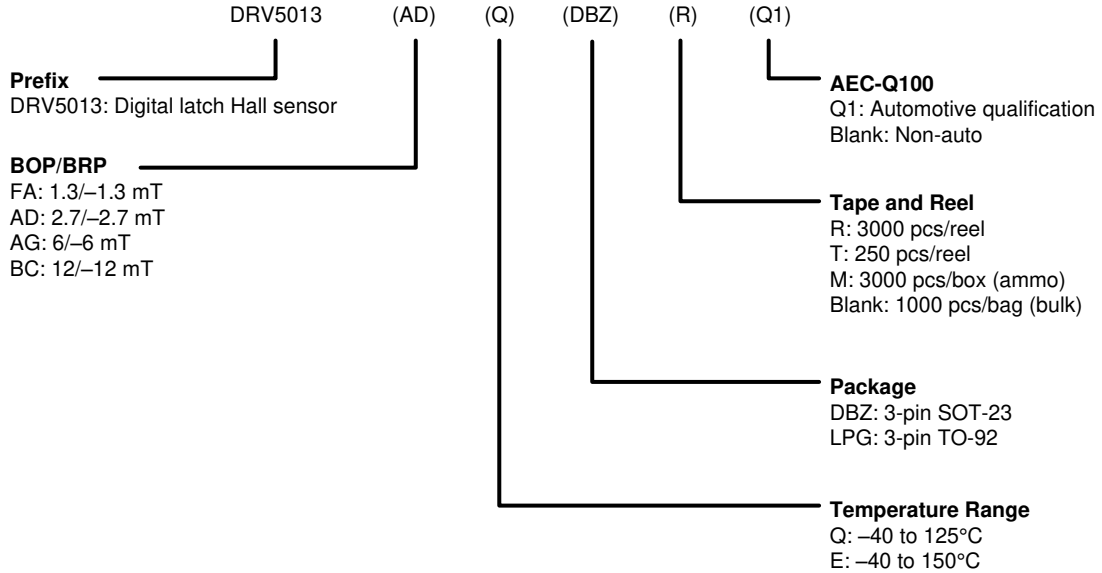 DRV5013 (AD) (Q) (DBZ) (R) (Q1)
Prefix
DRV5013: Digital latch Hall sensor
BOP/BRP
FA: 1.3/–1.3 mT
AD: 2.7/–2.7 mT
AG: 6/–6 mT
BC: 12/–12 mT
AEC-Q100
Q1: Automotive qualification
Blank: Non-auto
Tape and Reel
R: 3000 pcs/reel
T: 250 pcs/reel
M: 3000 pcs/box (ammo)
Blank: 1000 pcs/bag (bulk)
Package
DBZ: 3-pin SOT-23
LPG: 3-pin TO-92
Temperature Range
Q: –40 to 125°C
E: –40 to 150°C